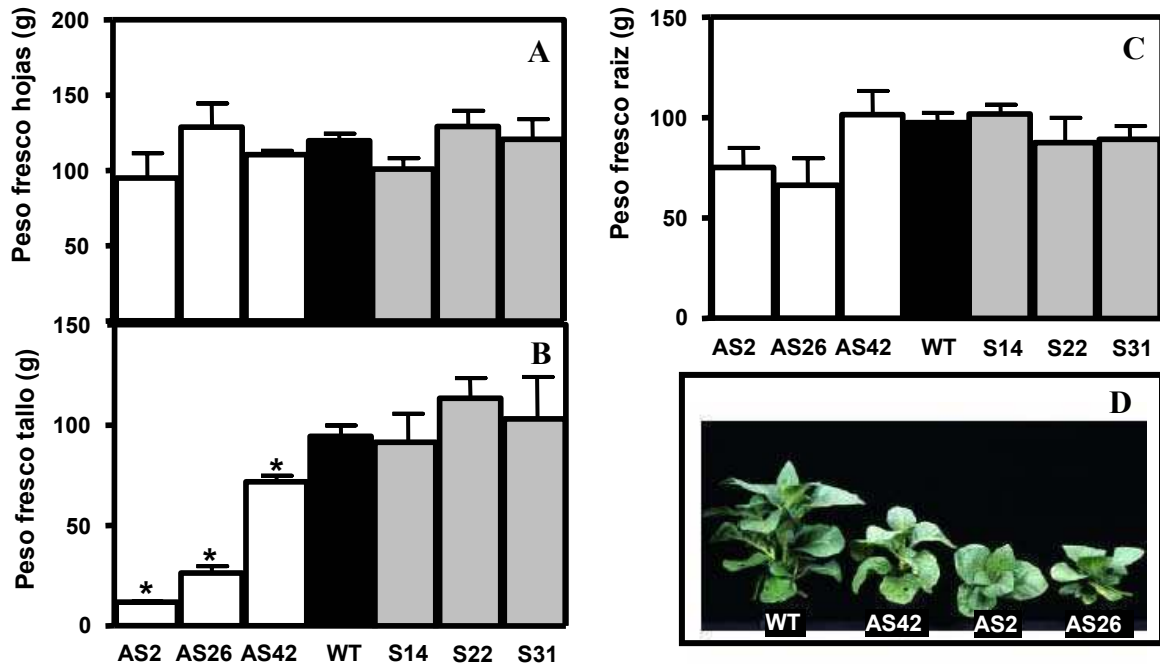 A
Peso fresco hojas (g)
200
150
100
50
B
Peso fresco tallo (g)
150
100
50
0
*
*
*
AS2 AS26 AS42 WT S14 S22 S31
C
Peso fresco raiz (g)
150
100
50
0
AS2 AS26 AS42 WT S14 S22 S31
D
WT AS42 AS2 AS26